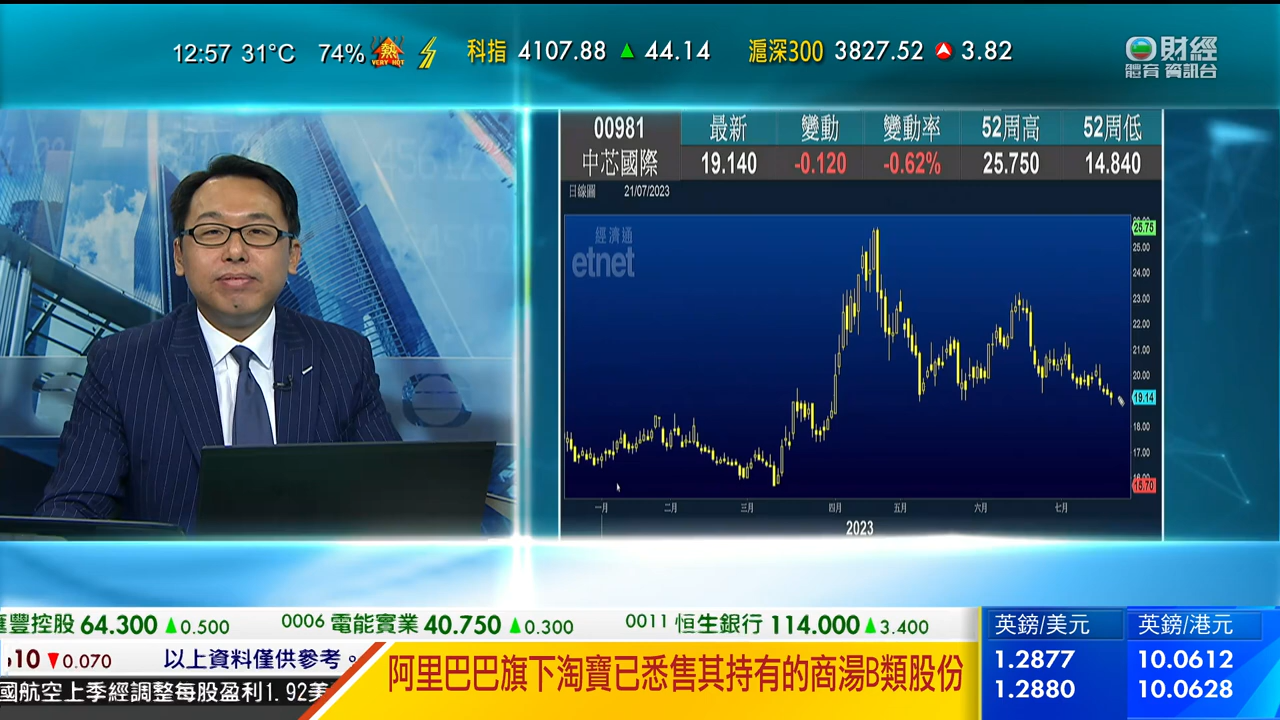 12:57 31°C 74% 熱 VERY HOT 科指 4107.88 ▲ 44.14 滬深300 3827.52 ▲ 3.82
財經
體育 資訊台
00981 最新 變動 變動率 52周高 52周低
中芯國際 19.140 -0.120 -0.62% 25.750 14.840
日線圖 21/07/2023
經濟通
etnet
25.75
25.00
24.00
23.00
22.00
21.00
20.00
19.14
18.00
17.00
15.70
一月 二月 三月 四月 五月 六月 七月
2023
匯豐控股 64.300 ▲0.500 0006 電能實業 40.750 ▲0.300 0011 恒生銀行 114.000 ▲3.400
10 ▼0.070 以上資料僅供參考。
國航空上季經調整每股盈利1.92美
阿里巴巴旗下淘寶已悉售其持有的商湯B類股份
英鎊/美元 英鎊/港元
1.2877 10.0612
1.2880 10.0628